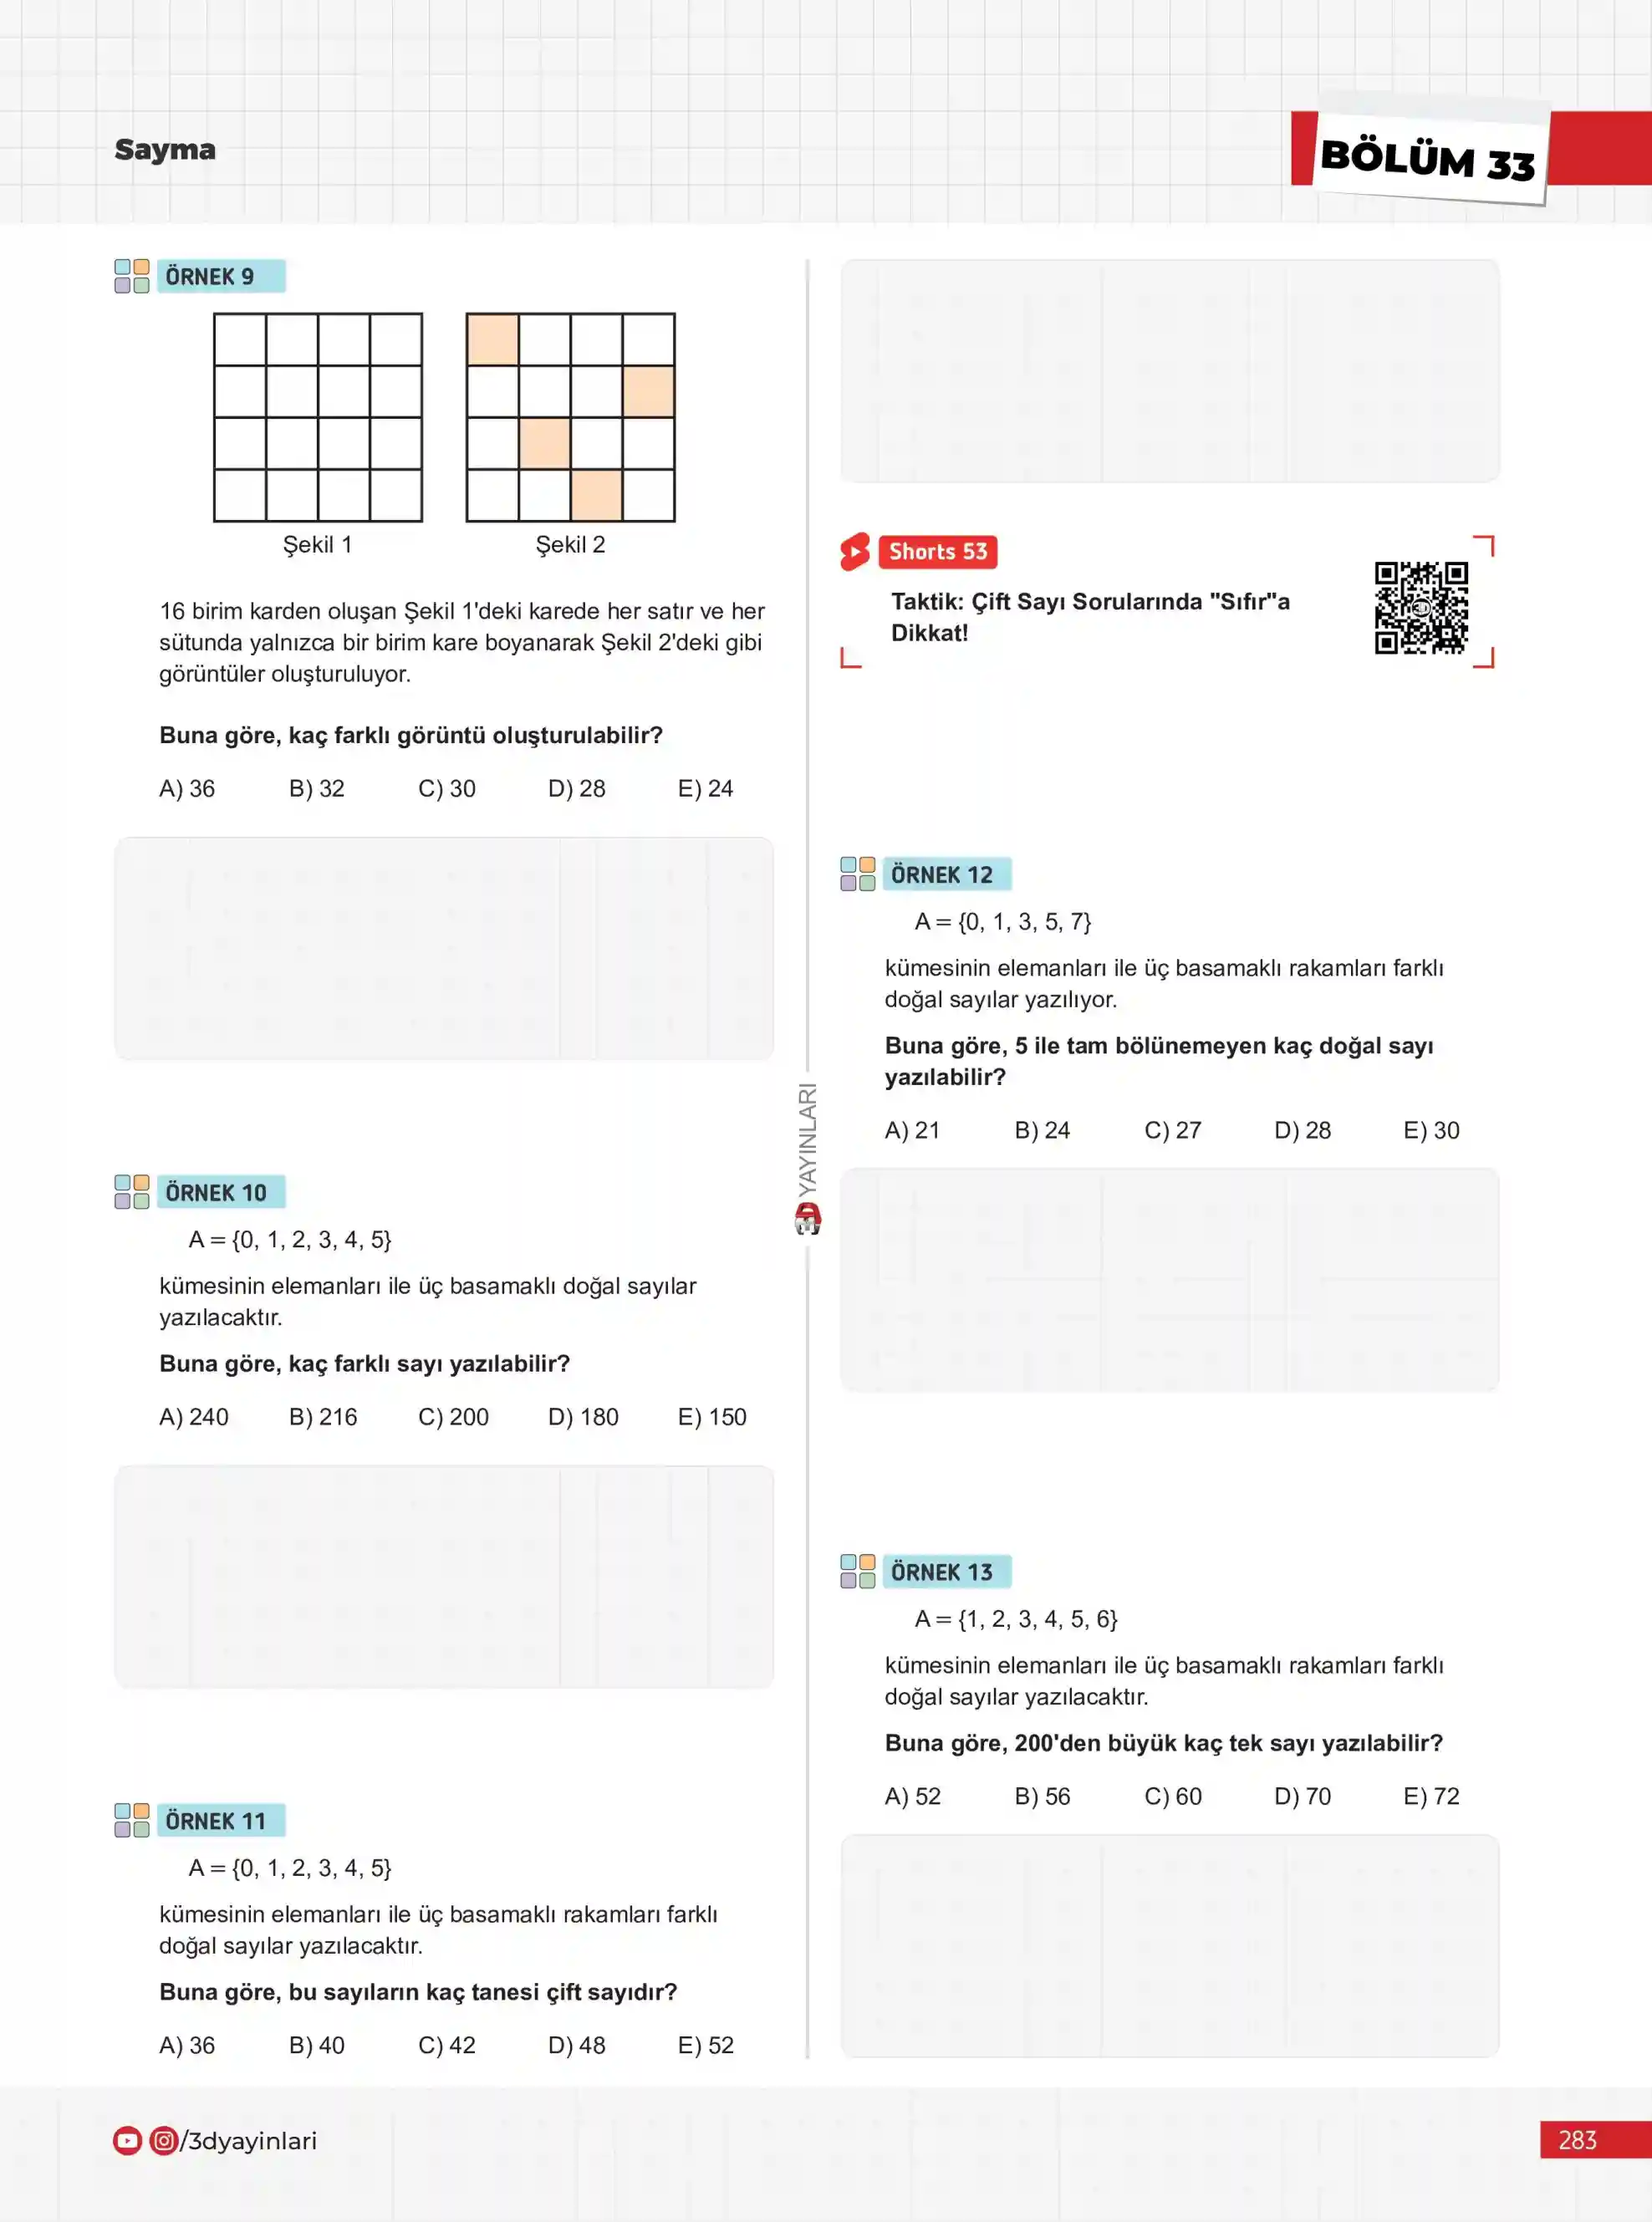 Sayma
BÖLÜM 33
ÖRNEK 9
Şekil 1
Şekil 2
16 birim karden oluşan Şekil 1'deki karede her satır ve her
sütunda yalnızca bir birim kare boyanarak Şekil 2'deki gibi
görüntüler oluşturuluyor.
Buna göre, kaç farklı görüntü oluşturulabilir?
A) 36 B) 32 C) 30 D) 28 E) 24
ÖRNEK 10
A = {0, 1, 2, 3, 4, 5}
kümesinin elemanları ile üç basamaklı doğal sayılar
yazılacaktır.
Buna göre, kaç farklı sayı yazılabilir?
A) 240 B) 216 C) 200 D) 180 E) 150
ÖRNEK 11
A = {0, 1, 2, 3, 4, 5}
kümesinin elemanları ile üç basamaklı rakamları farklı
doğal sayılar yazılacaktır.
Buna göre, bu sayıların kaç tanesi çift sayıdır?
A) 36 B) 40 C) 42 D) 48 E) 52
YAYINLARI
Shorts 53
Taktik: Çift Sayı Sorularında "Sıfır"a
Dikkat!
ÖRNEK 12
A = {0, 1, 3, 5, 7}
kümesinin elemanları ile üç basamaklı rakamları farklı
doğal sayılar yazılıyor.
Buna göre, 5 ile tam bölünemeyen kaç doğal sayı
yazılabilir?
A) 21 B) 24 C) 27 D) 28 E) 30
ÖRNEK 13
A = {1, 2, 3, 4, 5, 6}
kümesinin elemanları ile üç basamaklı rakamları farklı
doğal sayılar yazılacaktır.
Buna göre, 200'den büyük kaç tek sayı yazılabilir?
A) 52 B) 56 C) 60 D) 70 E) 72
/3dyayinlari
283